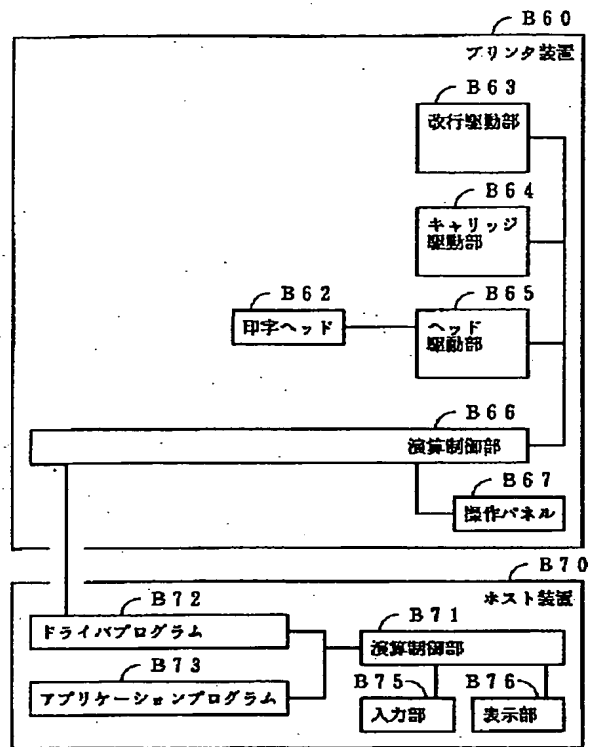 B60
プリンタ装置
B63
改行駆動部
B64
キャリッジ
駆動部
B62
印字ヘッド
B65
ヘッド
駆動部
B66
演算制御部
B67
操作パネル
B70
ホスト装置
B72
ドライバプログラム
B71
演算制御部
B73
アプリケーションプログラム
B75
入力部
B76
表示部